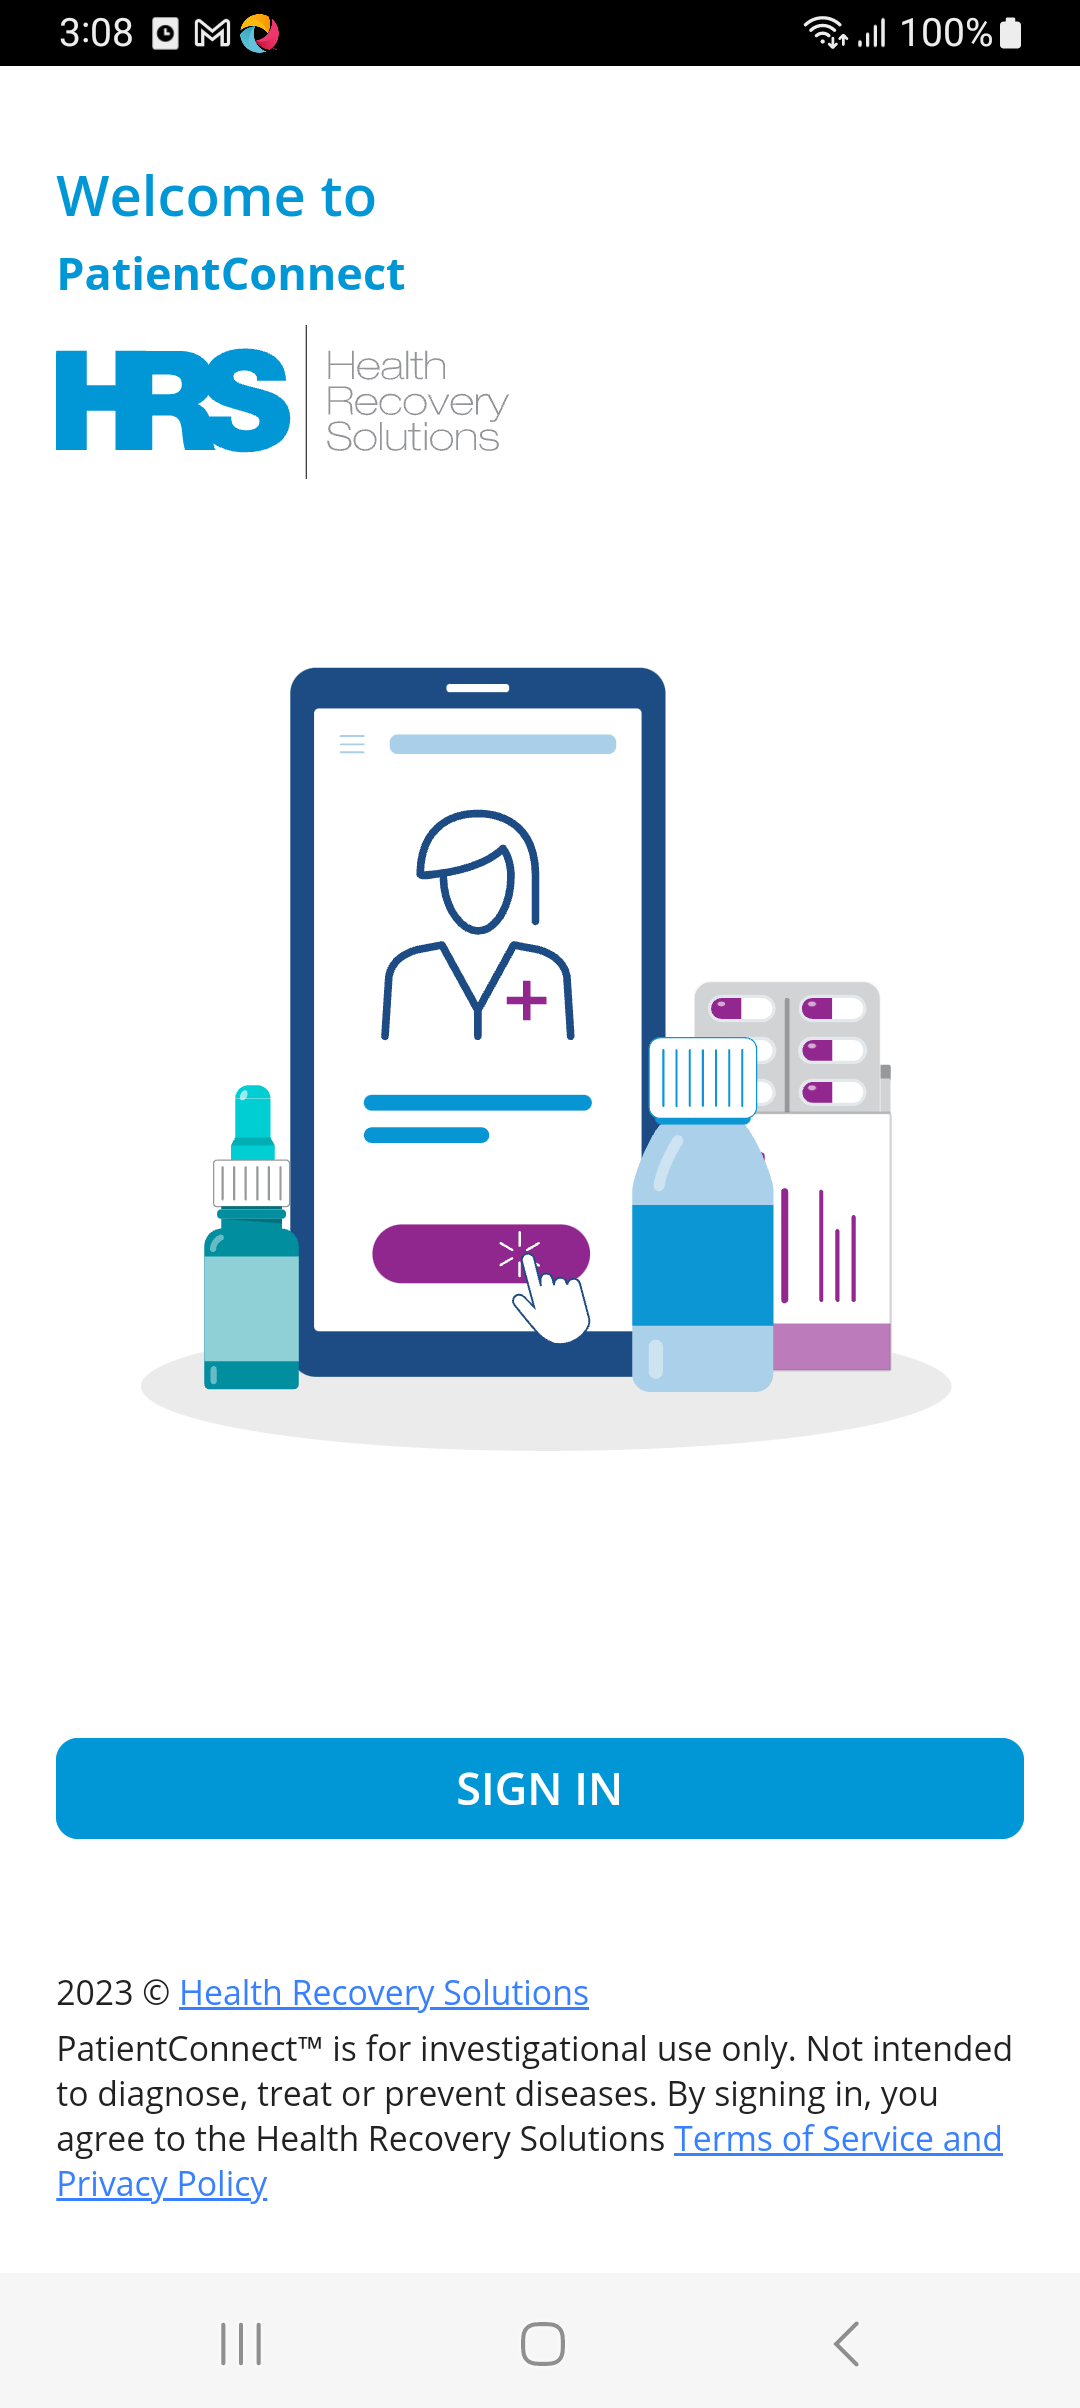 3:08
100%
Welcome to
PatientConnect
HRS
Health
Recovery
Solutions
SIGN IN
2023 © Health Recovery Solutions
PatientConnect™ is for investigational use only. Not intended
to diagnose, treat or prevent diseases. By signing in, you
agree to the Health Recovery Solutions Terms of Service and
Privacy Policy